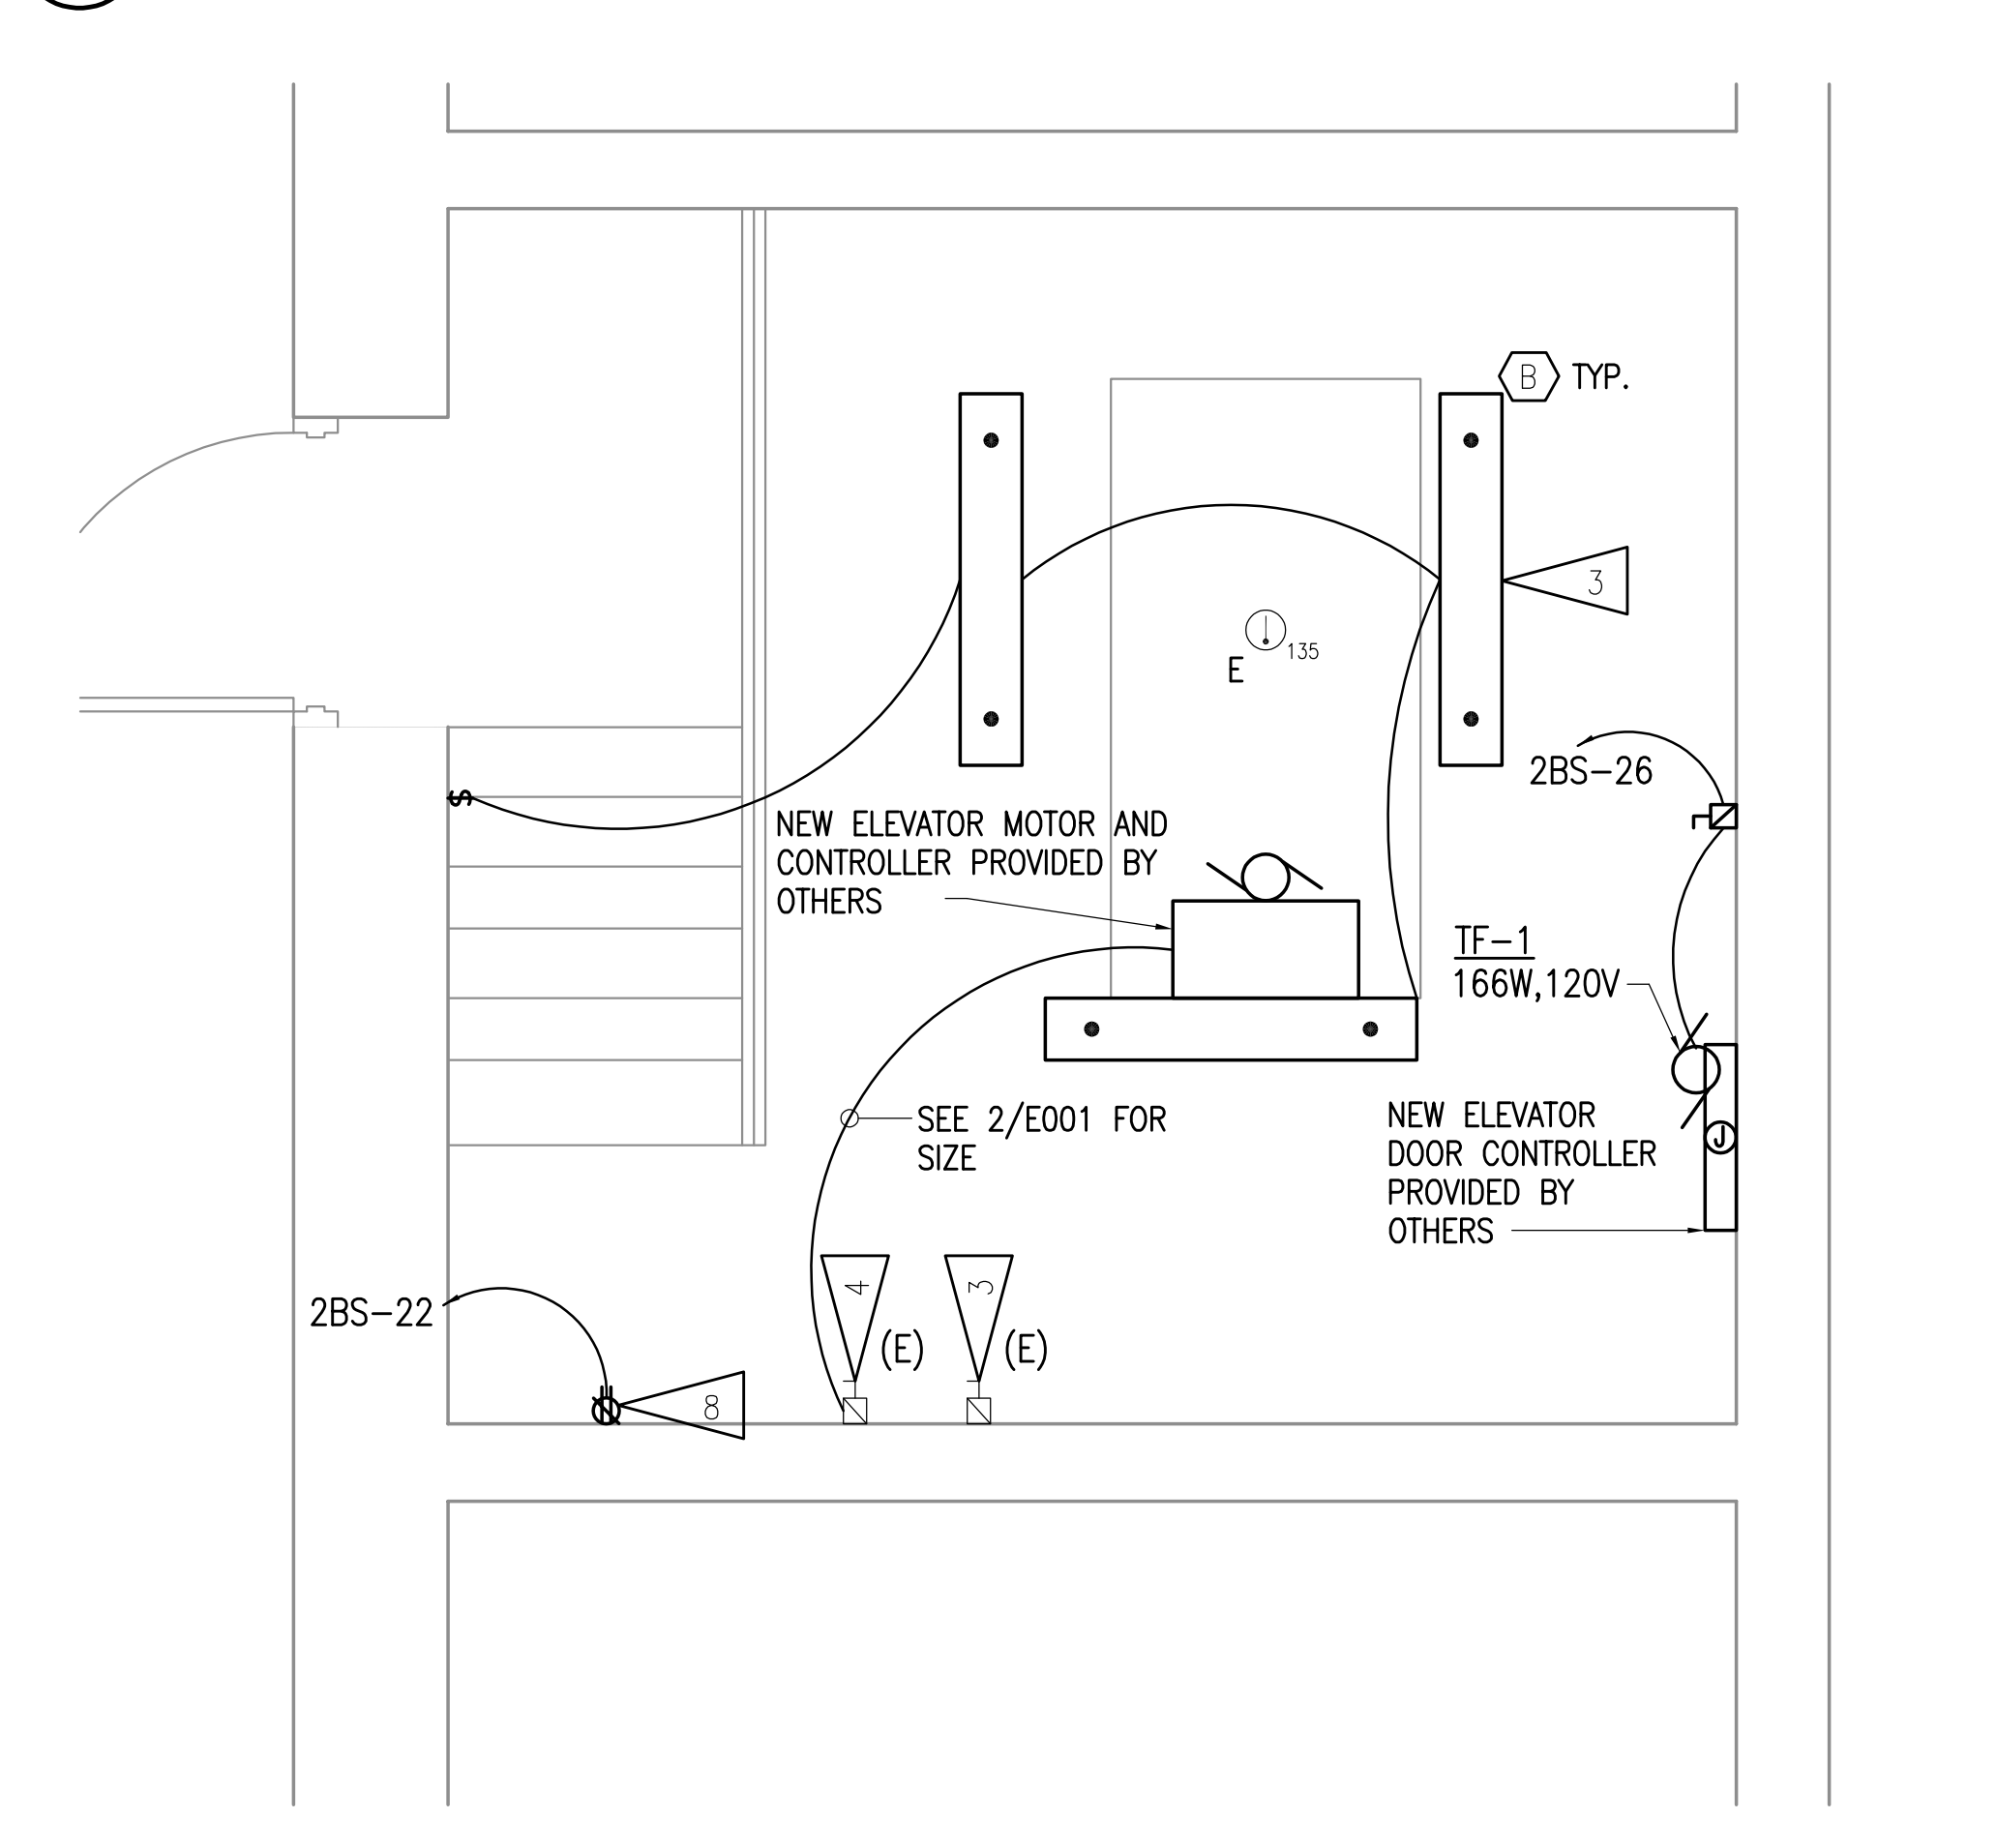 B TYP.
3
135
E
2BS-26
$
NEW ELEVATOR MOTOR AND
CONTROLLER PROVIDED BY
OTHERS
TF-1
166W,120V
SEE 2/E001 FOR
SIZE
NEW ELEVATOR
DOOR CONTROLLER
PROVIDED BY
OTHERS
J
4
(E)
3
(E)
2BS-22
8